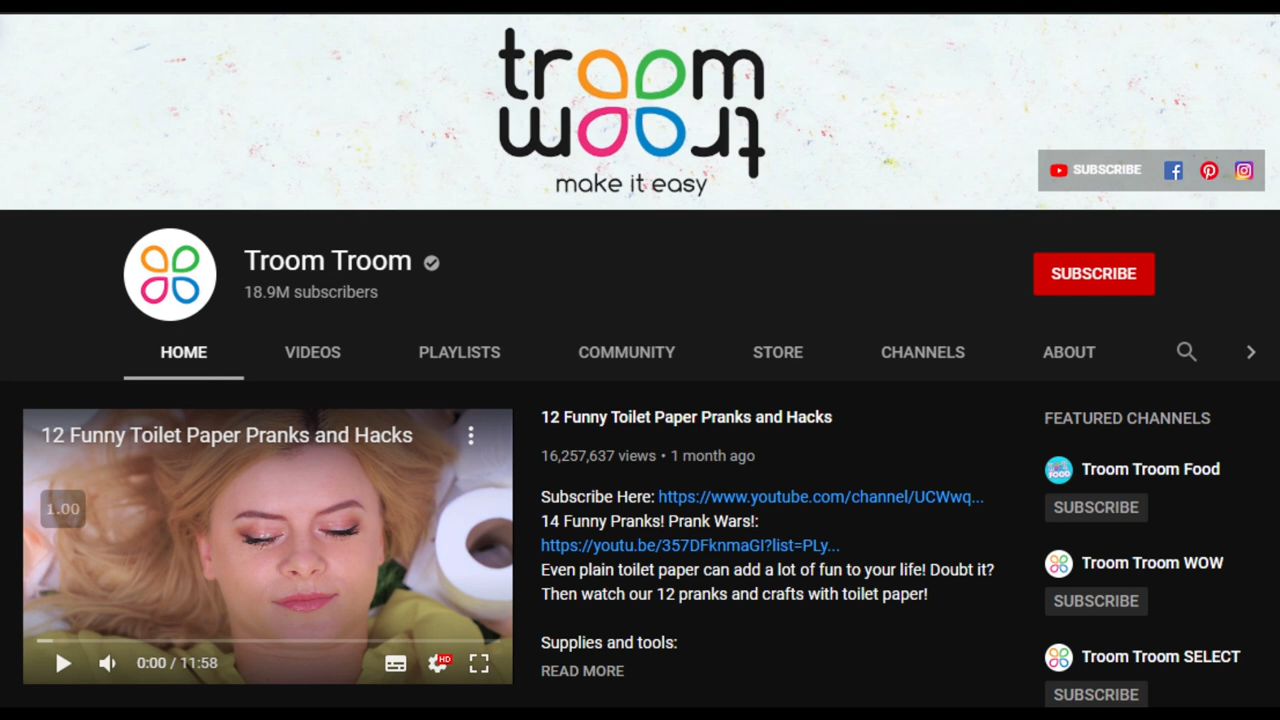 troom
troom
make it easy
SUBSCRIBE
Troom Troom
18.9M subscribers
SUBSCRIBE
HOME VIDEOS PLAYLISTS COMMUNITY STORE CHANNELS ABOUT
12 Funny Toilet Paper Pranks and Hacks
1.00
0:00 / 11:58
HD
12 Funny Toilet Paper Pranks and Hacks
16,257,637 views • 1 month ago
Subscribe Here: https://www.youtube.com/channel/UCWwq...
14 Funny Pranks! Prank Wars!:
https://youtu.be/357DFknmaGI?list=PLy...
Even plain toilet paper can add a lot of fun to your life! Doubt it?
Then watch our 12 pranks and crafts with toilet paper!
Supplies and tools:
READ MORE
FEATURED CHANNELS
Troom Troom Food
SUBSCRIBE
Troom Troom WOW
SUBSCRIBE
Troom Troom SELECT
SUBSCRIBE